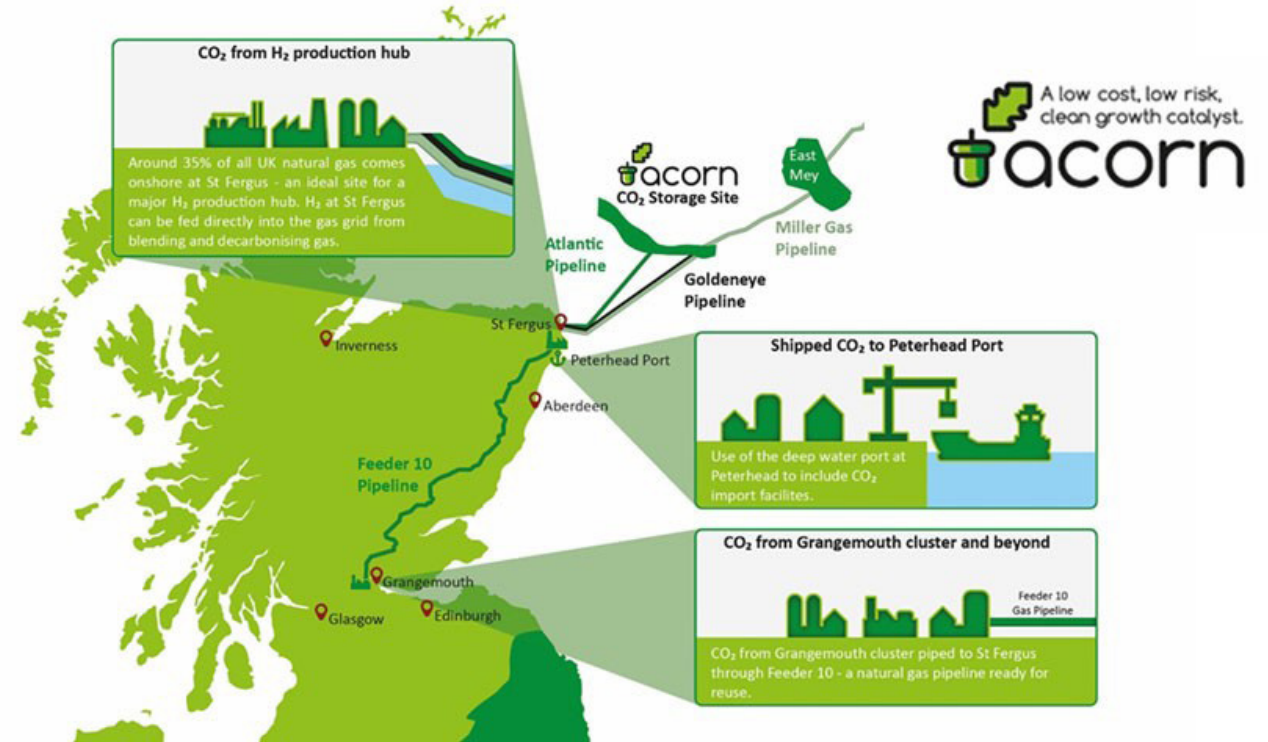 CO₂ from H₂ production hub
Around 35% of all UK natural gas comes
onshore at St Fergus - an ideal site for a
major H₂ production hub. H₂ at St Fergus
can be fed directly into the gas grid from
blending and decarbonising gas.
A low cost, low risk,
clean growth catalyst.
acorn
acorn
CO₂ Storage Site
East
Mey
Miller Gas
Pipeline
Atlantic
Pipeline
Goldeneye
Pipeline
St Fergus
Inverness
Peterhead Port
Aberdeen
Shipped CO₂ to Peterhead Port
Use of the deep water port at
Peterhead to include CO₂
import facilites.
Feeder 10
Pipeline
CO₂ from Grangemouth cluster and beyond
Feeder 10
Gas Pipeline
CO₂ from Grangemouth cluster piped to St Fergus
through Feeder 10 - a natural gas pipeline ready for
reuse.
Grangemouth
Glasgow
Edinburgh